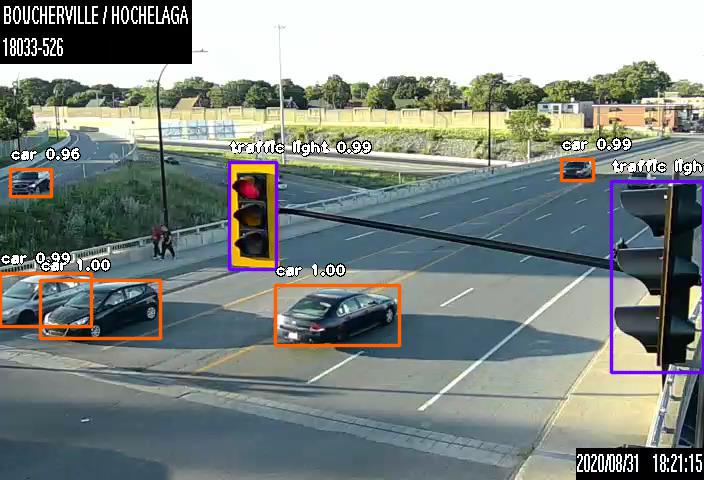 BOUCHERVILLE / HOCHELAGA
18033-526
traffic light 0.99
car 0.99
car 0.96
traffic ligh
car 0.99
car 1.00
car 1.00
2020/08/31 18:21:15